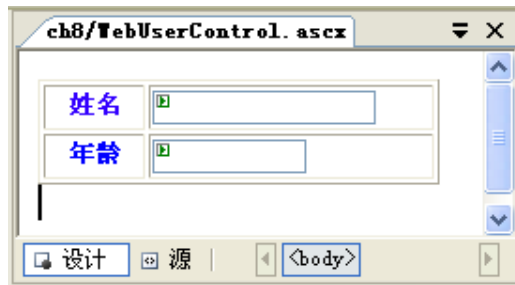 ch8/WebUserControl.ascx
姓名
年龄
设计 源 <body>